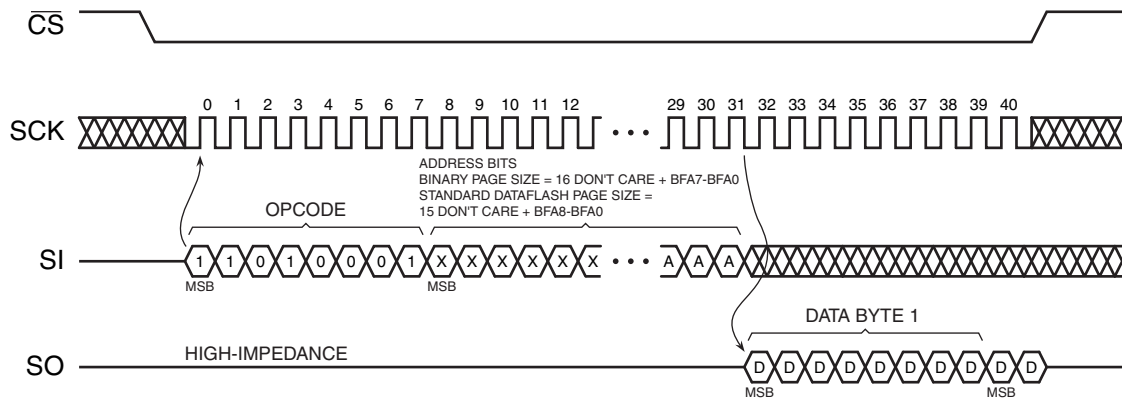 CS
SCK
0 1 2 3 4 5 6 7 8 9 10 11 12 29 30 31 32 33 34 35 36 37 38 39 40
ADDRESS BITS
BINARY PAGE SIZE = 16 DON'T CARE + BFA7-BFA0
STANDARD DATAFLASH PAGE SIZE =
15 DON'T CARE + BFA8-BFA0
OPCODE
SI
1 1 0 1 0 0 0 1 X X X X X X A A A
MSB MSB
DATA BYTE 1
HIGH-IMPEDANCE
SO
D D D D D D D D D D
MSB MSB